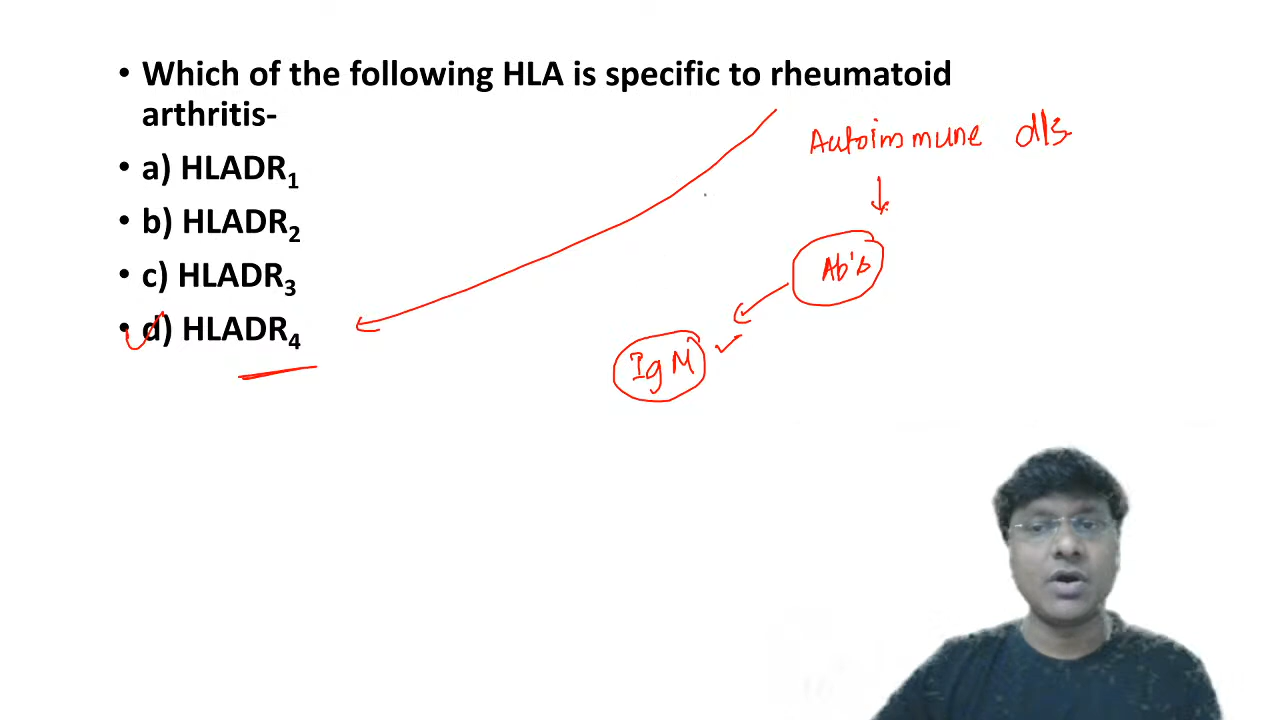 • Which of the following HLA is specific to rheumatoid
arthritis-
Autoimmune d/s
• a) HLADR₁
• b) HLADR₂
Ab's
• c) HLADR₃
• d) HLADR₄
IgM